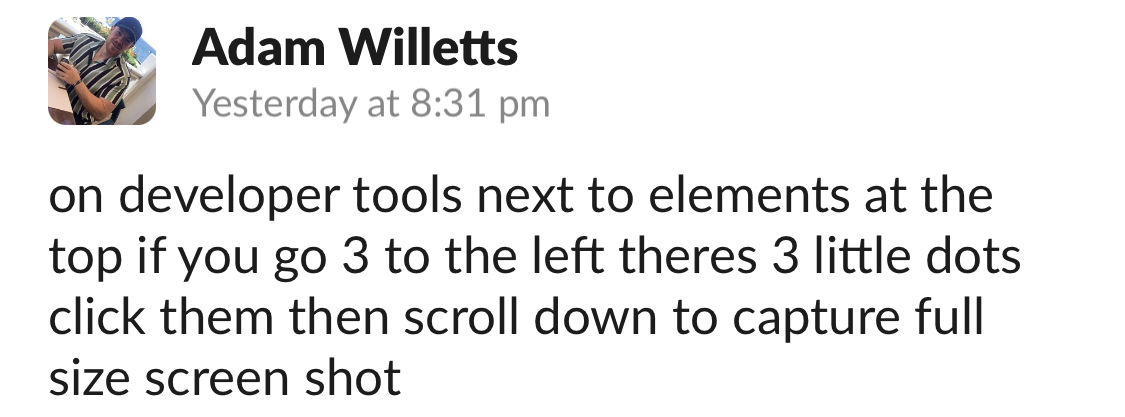 Adam Willetts
Yesterday at 8:31 pm
on developer tools next to elements at the
top if you go 3 to the left theres 3 little dots
click them then scroll down to capture full
size screen shot